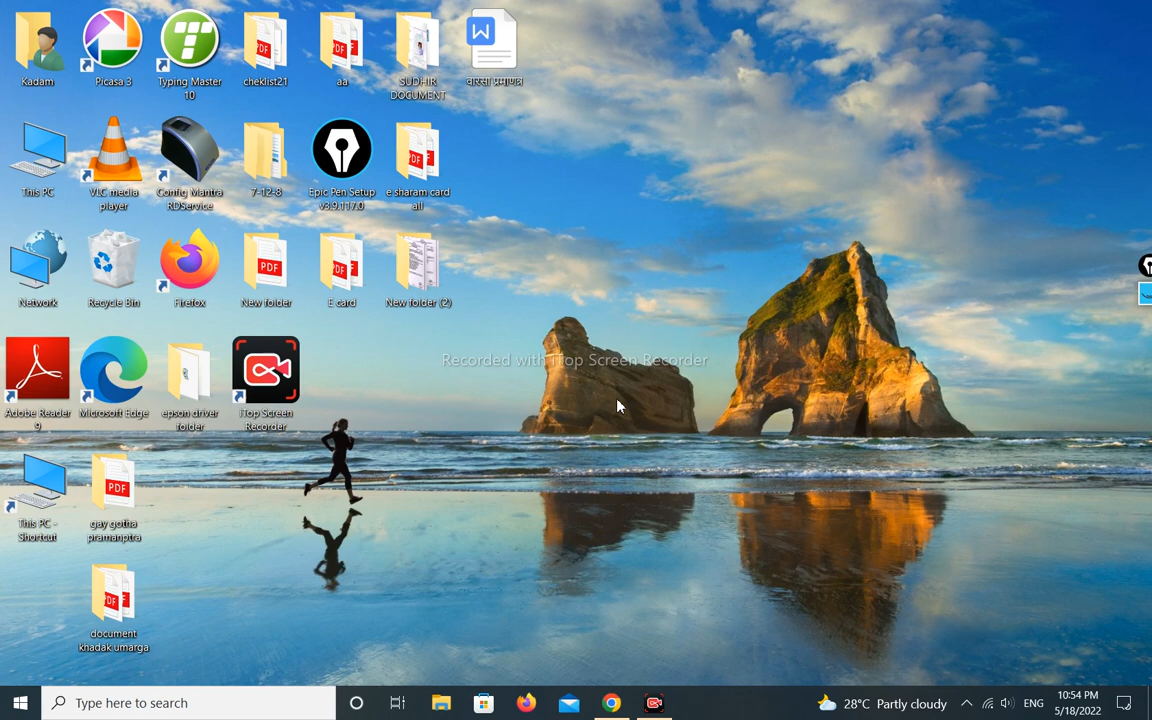 Kadam
Picasa 3
Typing Master
10
cheklist21
aa
SUDHIR
DOCUMENT
वारसा प्रमाणपत्र
This PC
VLC media
player
Config Mantra
RDService
7-12-8
Epic Pen Setup
v3.9.117.0
e sharam card
all
Network
Recycle Bin
Firefox
New folder
E card
New folder (2)
Recorded with iTop Screen Recorder
Adobe Reader
9
Microsoft Edge
epson driver
folder
iTop Screen
Recorder
This PC -
Shortcut
gay gotha
pramanptra
document
khadak umarga
Type here to search
28°C Partly cloudy
ENG
10:54 PM
5/18/2022